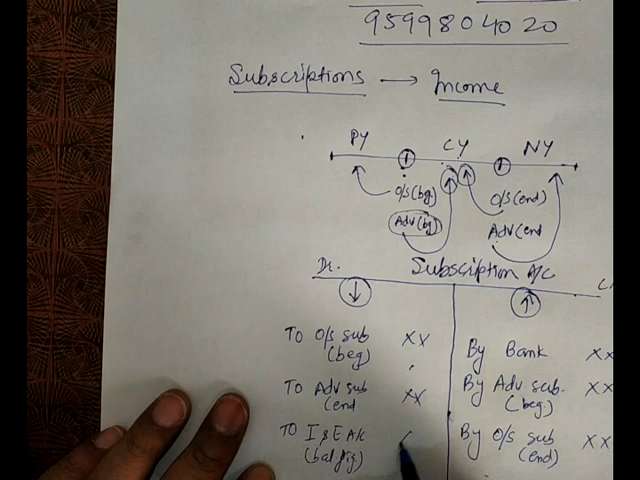 9599804020
Subscriptions → Income
PY CY NY
O/S (beg) O/S (end)
Adv (bg) Adv (end
Dr. Subscription A/c
To O/s sub XX By Bank XX
(beg)
To Adv sub XX By Adv sub. XX
(end (beg)
To I & E A/c By O/s sub XX
(bal fig) (end)